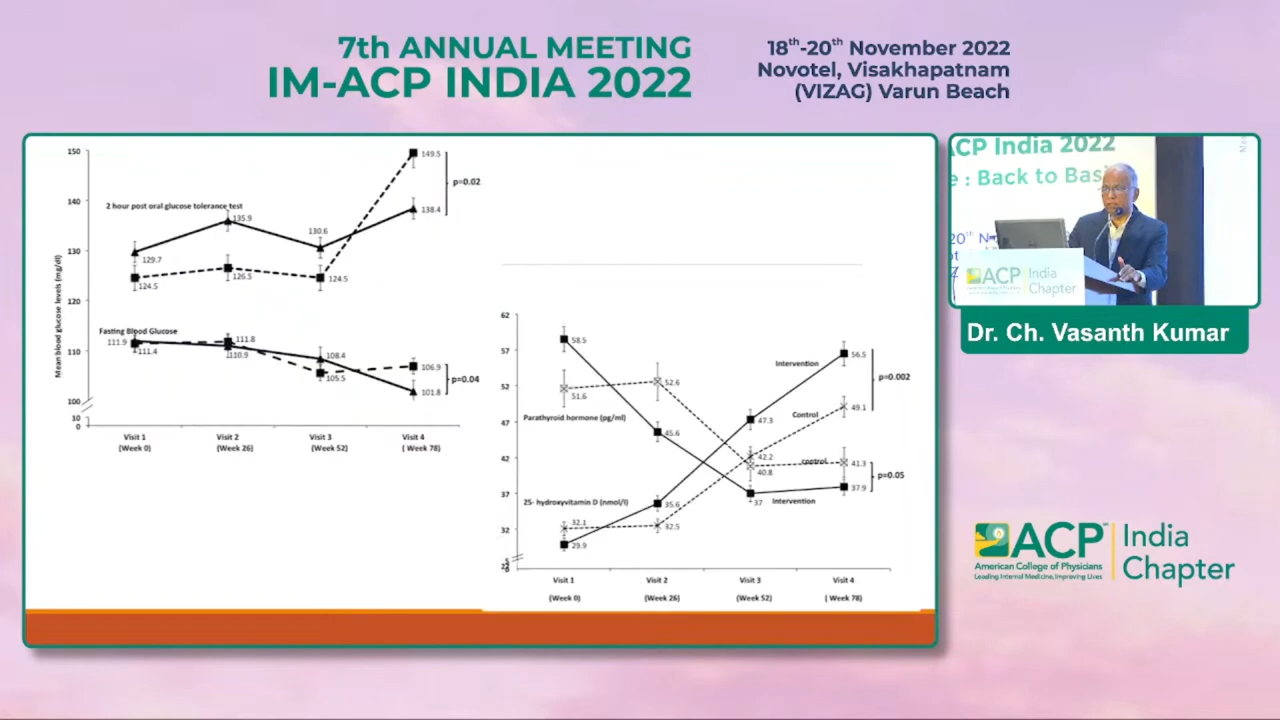 7th ANNUAL MEETING
IM-ACP INDIA 2022
18th-20th November 2022
Novotel, Visakhapatnam
(VIZAG) Varun Beach
150
140
130
120
110
100
10
0
Mean blood glucose levels (mg/dl)
2 hour post oral glucose tolerance test
129.7
135.9
130.6
138.4
124.5
126.5
124.5
149.5
p=0.02
Fasting Blood Glucose
111.9
111.4
111.8
110.9
108.4
105.5
106.9
101.8
p=0.04
Visit 1
(Week 0)
Visit 2
(Week 26)
Visit 3
(Week 52)
Visit 4
( Week 78)
62
57
52
47
42
37
32
0
58.5
51.6
52.6
45.6
Parathyroid hormone (pg/ml)
25- hydroxyvitamin D (nmol/l)
32.1
29.9
35.6
32.5
47.3
42.2
40.8
37
Intervention
56.5
Control
49.1
p=0.002
control
41.3
37.9
Intervention
p=0.05
Visit 1
(Week 0)
Visit 2
(Week 26)
Visit 3
(Week 52)
Visit 4
( Week 78)
ACP India 2022
: Back to Basi
20th N
ACP India
Chapter
Dr. Ch. Vasanth Kumar
ACP India
Chapter
American College of Physicians
Leading Internal Medicine, Improving Lives